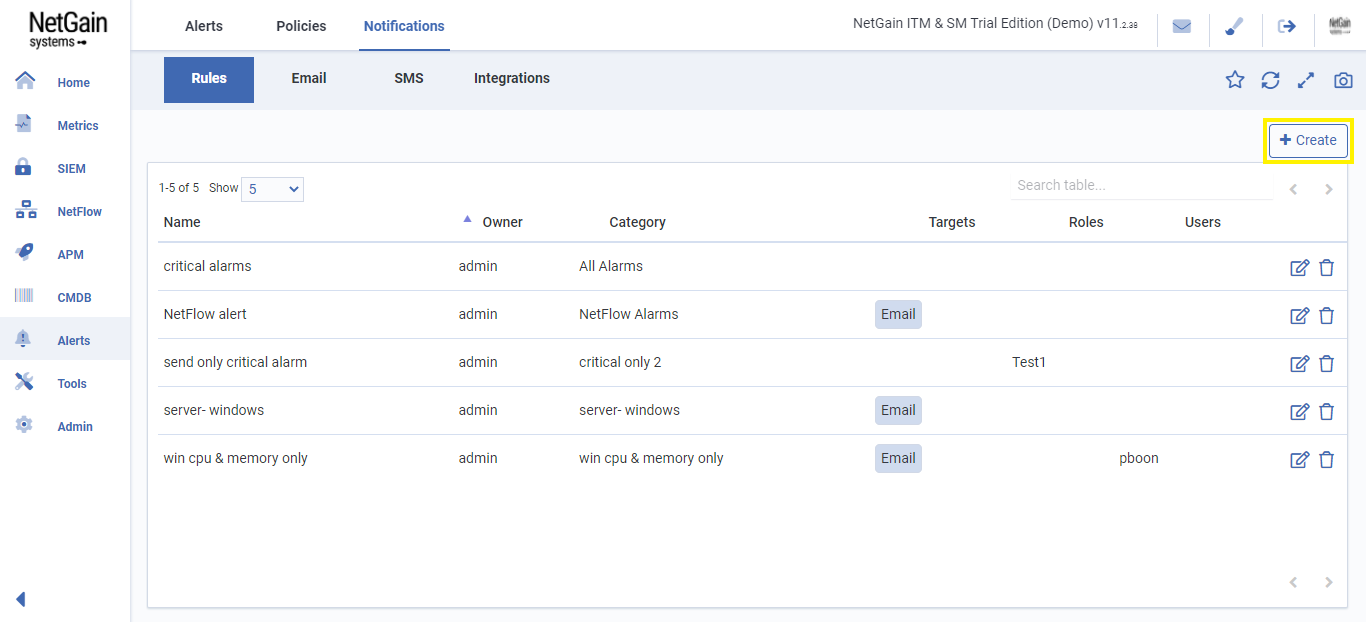 NetGain
systems
Alerts Policies Notifications
NetGain ITM & SM Trial Edition (Demo) v11.2.38
NetGain
Home
Metrics
SIEM
NetFlow
APM
CMDB
Alerts
Tools
Admin
Rules Email SMS Integrations
+ Create
1-5 of 5 Show 5 Search table...
Name Owner Category Targets Roles Users
critical alarms admin All Alarms
NetFlow alert admin NetFlow Alarms Email
send only critical alarm admin critical only 2 Test1
server- windows admin server- windows Email
win cpu & memory only admin win cpu & memory only Email pboon